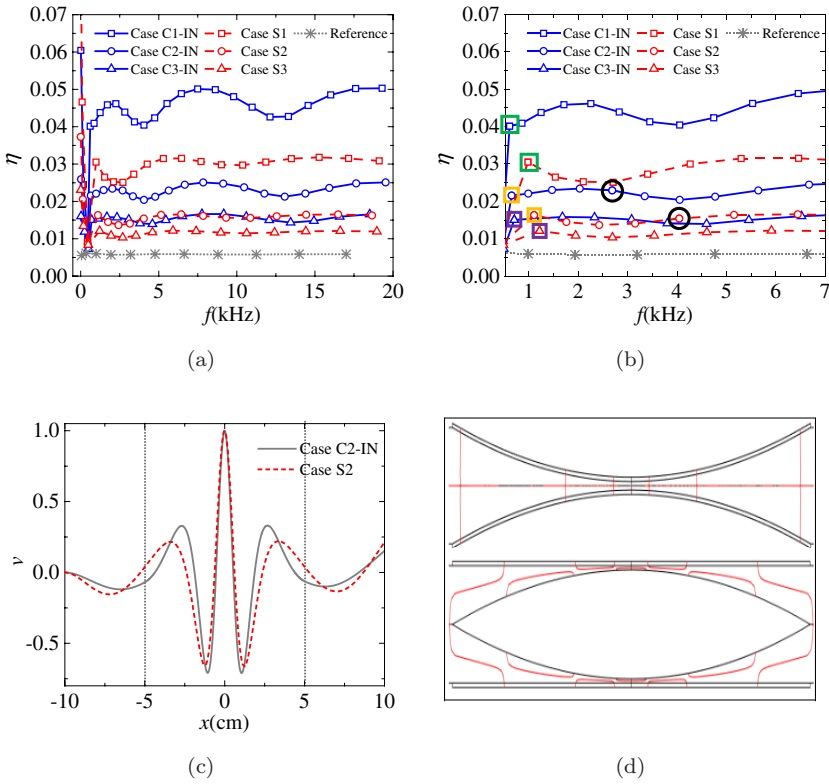 0.07
0.06
0.05
0.04
0.03
0.02
0.01
0.00
η
Case C1-IN Case S1 Reference
Case C2-IN Case S2
Case C3-IN Case S3
0 5 10 15 20
f(kHz)
(a)
0.07
0.06
0.05
0.04
0.03
0.02
0.01
0.00
η
Case C1-IN Case S1 Reference
Case C2-IN Case S2
Case C3-IN Case S3
1 2 3 4 5 6 7
f(kHz)
(b)
1.0
0.5
0.0
-0.5
v
Case C2-IN
Case S2
-10 -5 0 5 10
x(cm)
(c)
(d)